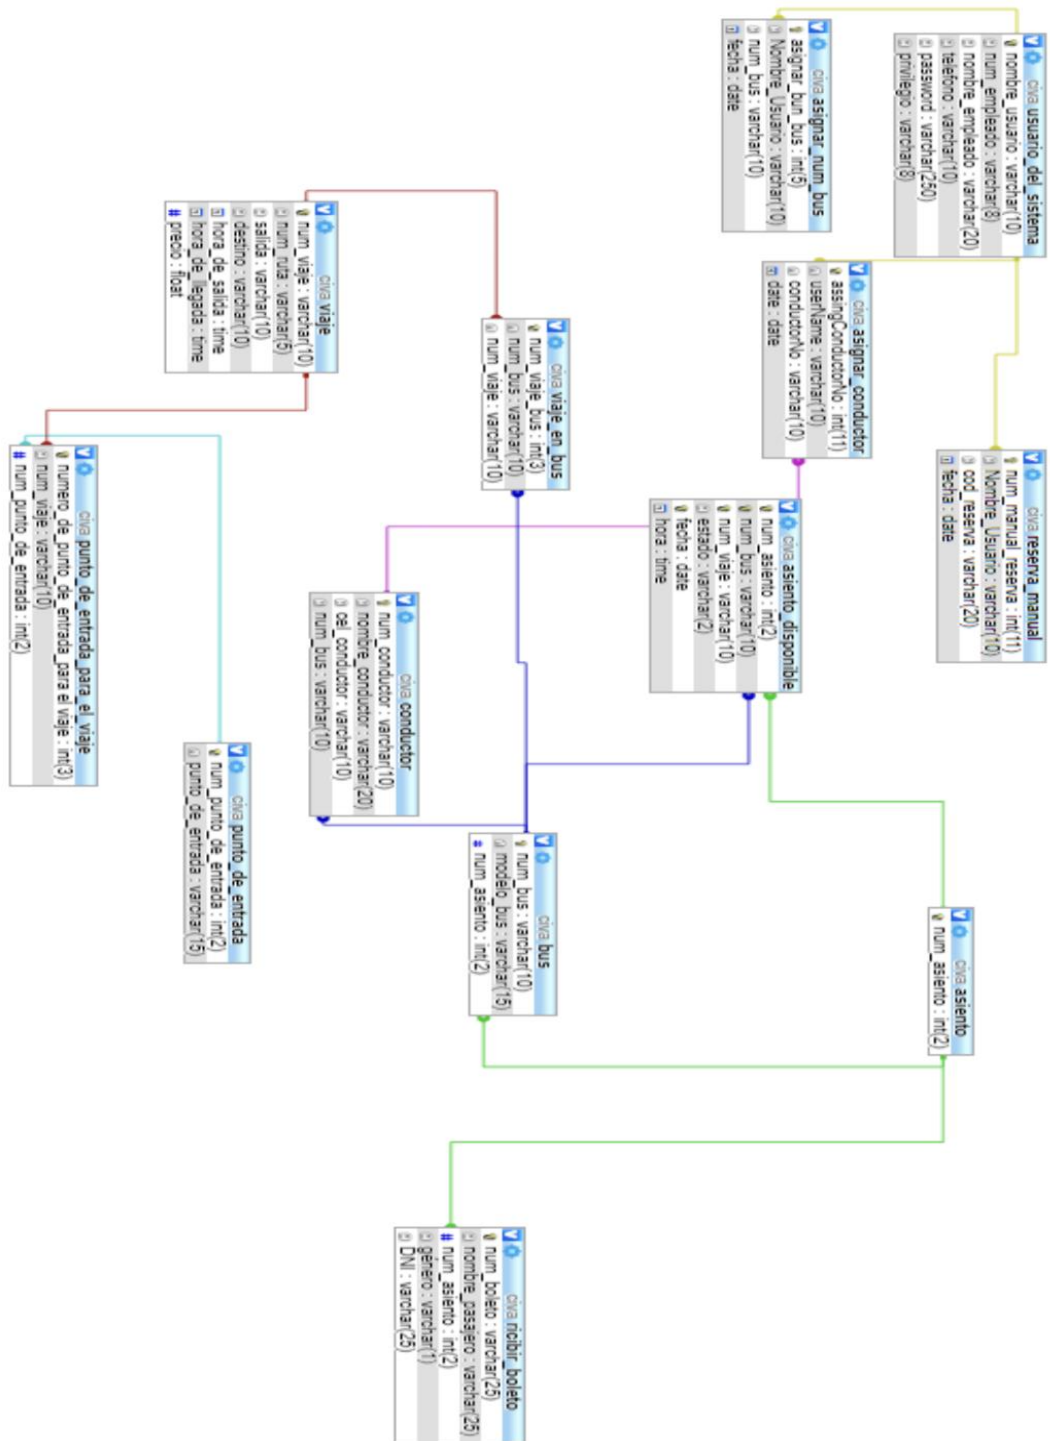 civa usuario_del_sistema
nombre_usuario : varchar(10)
num_empleado : varchar(8)
nombre_empleado : varchar(20)
telefono : varchar(10)
password : varchar(250)
privilegio : varchar(8)
civa asignar_num_bus
asignar_bun_bus : int(5)
Nombre_Usuario : varchar(10)
num_bus : varchar(10)
fecha : date
civa asignar_conductor
assingConductorNo : int(11)
userName : varchar(10)
conductorNo : varchar(10)
date : date
civa reserva_manual
num_manual_reserva : int(11)
Nombre_Usuario : varchar(10)
cod_reserva : varchar(20)
fecha : date
civa viaje
num_viaje : varchar(10)
num_ruta : varchar(5)
salida : varchar(10)
destino : varchar(10)
hora_de_salida : time
hora_de_llegada : time
# precio : float
civa viaje_en_bus
num_viaje_bus : int(3)
num_bus : varchar(10)
num_viaje : varchar(10)
civa asiento_disponible
num_asiento : int(2)
num_bus : varchar(10)
num_viaje : varchar(10)
estado : varchar(2)
fecha : date
hora : time
civa punto_de_entrada_para_el_viaje
numero_de_punto_de_entrada_para el viaje : int(3)
num_viaje : varchar(10)
# num_punto_de_entrada : int(2)
civa conductor
num_conductor : varchar(10)
nombre_conductor : varchar(20)
cel_conductor : varchar(10)
num_bus : varchar(10)
civa punto_de_entrada
num_punto_de_entrada : int(2)
punto_de_entrada : varchar(15)
civa bus
num_bus : varchar(10)
modelo_bus : varchar(15)
# num_asiento : int(2)
civa asiento
num_asiento : int(2)
civa ricibir_boleto
num_boleto : varchar(25)
nombre_pasajero : varchar(25)
# num_asiento : int(2)
género : varchar(1)
DNI : varchar(25)